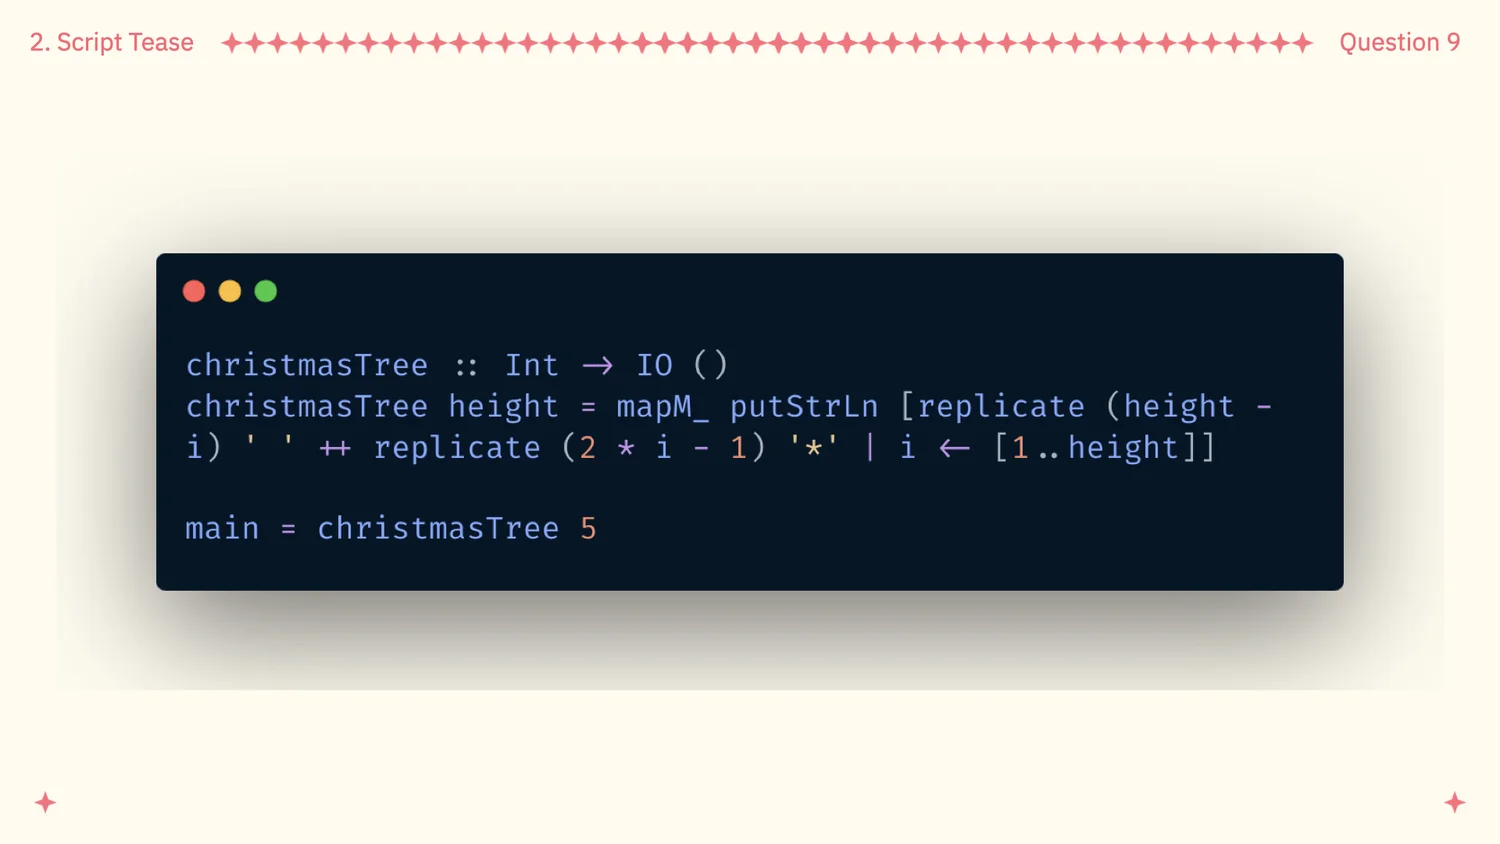 2. Script Tease
Question 9
christmasTree :: Int -> IO ()
christmasTree height = mapM_ putStrLn [replicate (height -
i) ' ' ++ replicate (2 * i - 1) '*' | i <- [1..height]]
main = christmasTree 5